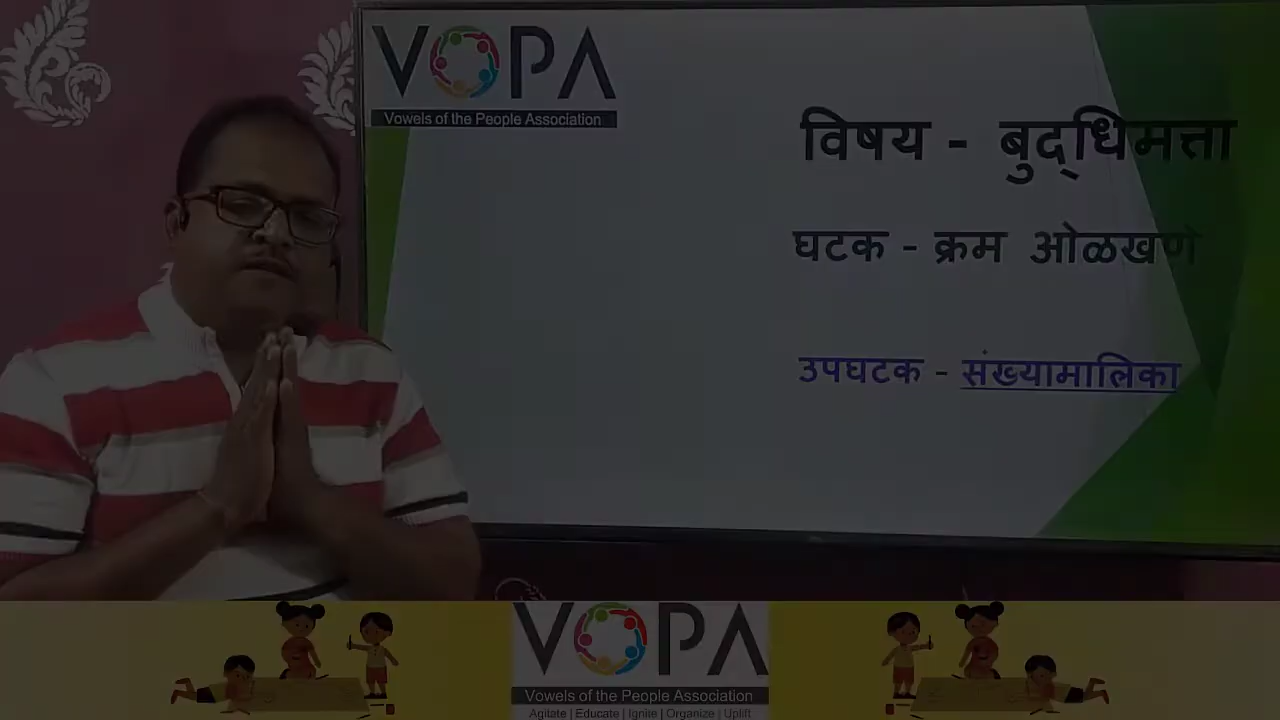 VOPA
Vowels of the People Association
विषय - बुद्‌धिमत्ता
घटक - क्रम ओळखणे
उपघटक - संख्यामालिका
VOPA
Vowels of the People Association
Agitate | Educate | Ignite | Organize | Uplift